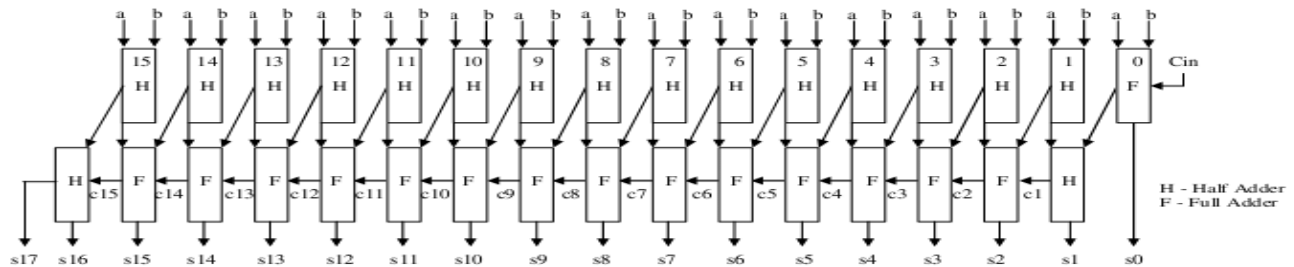 a b a b a b a b a b a b a b a b a b a b a b a b a b a b a b a b
15 14 13 12 11 10 9 8 7 6 5 4 3 2 1 0 Cin
H H H H H H H H H H H H H H H F
H F F F F F F F F F F F F F F H
c15 c14 c13 c12 c11 c10 c9 c8 c7 c6 c5 c4 c3 c2 c1
H - Half Adder
F - Full Adder
s17 s16 s15 s14 s13 s12 s11 s10 s9 s8 s7 s6 s5 s4 s3 s2 s1 s0